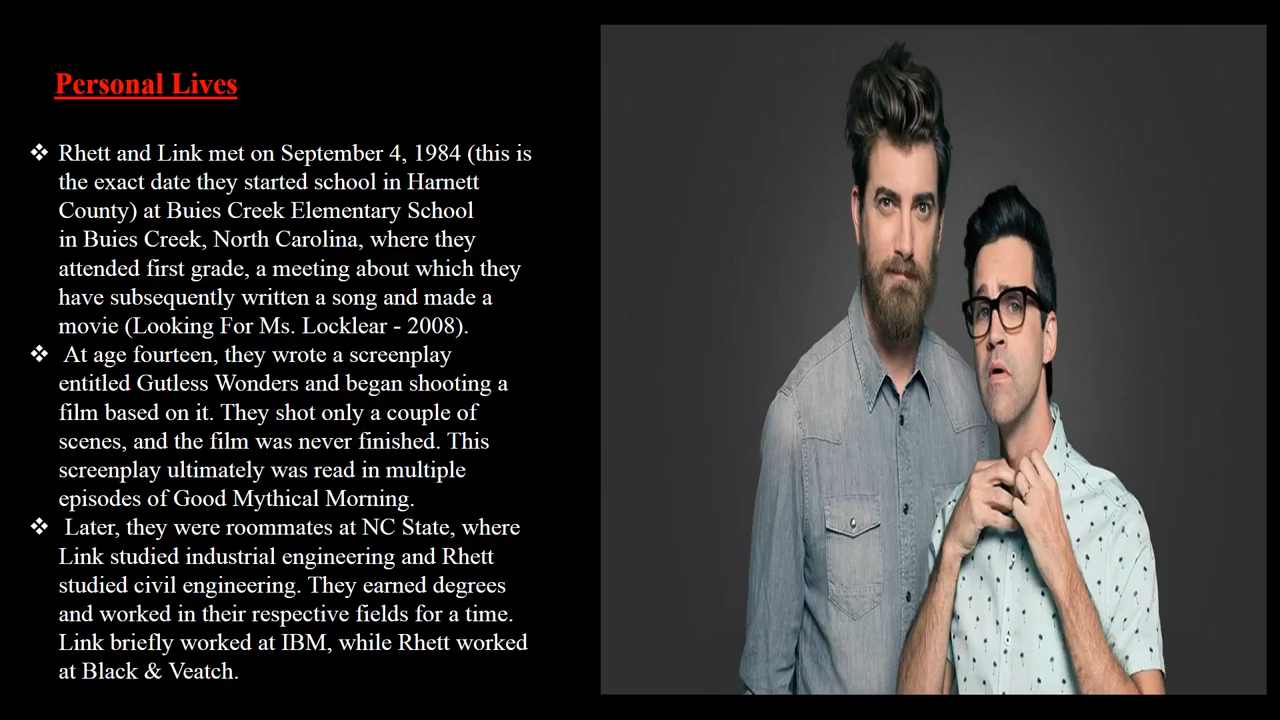 Personal Lives
❖ Rhett and Link met on September 4, 1984 (this is
the exact date they started school in Harnett
County) at Buies Creek Elementary School
in Buies Creek, North Carolina, where they
attended first grade, a meeting about which they
have subsequently written a song and made a
movie (Looking For Ms. Locklear - 2008).
❖ At age fourteen, they wrote a screenplay
entitled Gutless Wonders and began shooting a
film based on it. They shot only a couple of
scenes, and the film was never finished. This
screenplay ultimately was read in multiple
episodes of Good Mythical Morning.
❖ Later, they were roommates at NC State, where
Link studied industrial engineering and Rhett
studied civil engineering. They earned degrees
and worked in their respective fields for a time.
Link briefly worked at IBM, while Rhett worked
at Black & Veatch.